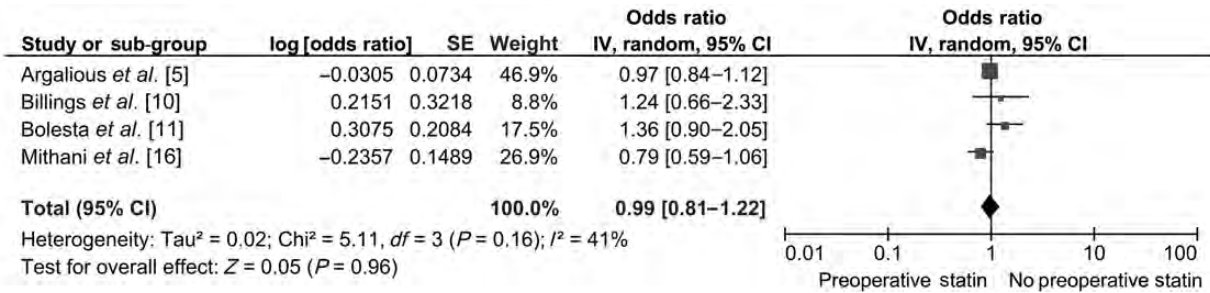 Odds ratio Odds ratio
Study or sub-group log [odds ratio] SE Weight IV, random, 95% CI IV, random, 95% CI
Argalious et al. [5] –0.0305 0.0734 46.9% 0.97 [0.84–1.12]
Billings et al. [10] 0.2151 0.3218 8.8% 1.24 [0.66–2.33]
Bolesta et al. [11] 0.3075 0.2084 17.5% 1.36 [0.90–2.05]
Mithani et al. [16] –0.2357 0.1489 26.9% 0.79 [0.59–1.06]
Total (95% CI) 100.0% 0.99 [0.81–1.22]
Heterogeneity: Tau² = 0.02; Chi² = 5.11, df = 3 (P = 0.16); I² = 41%
Test for overall effect: Z = 0.05 (P = 0.96)
0.01 0.1 1 10 100
Preoperative statin No preoperative statin